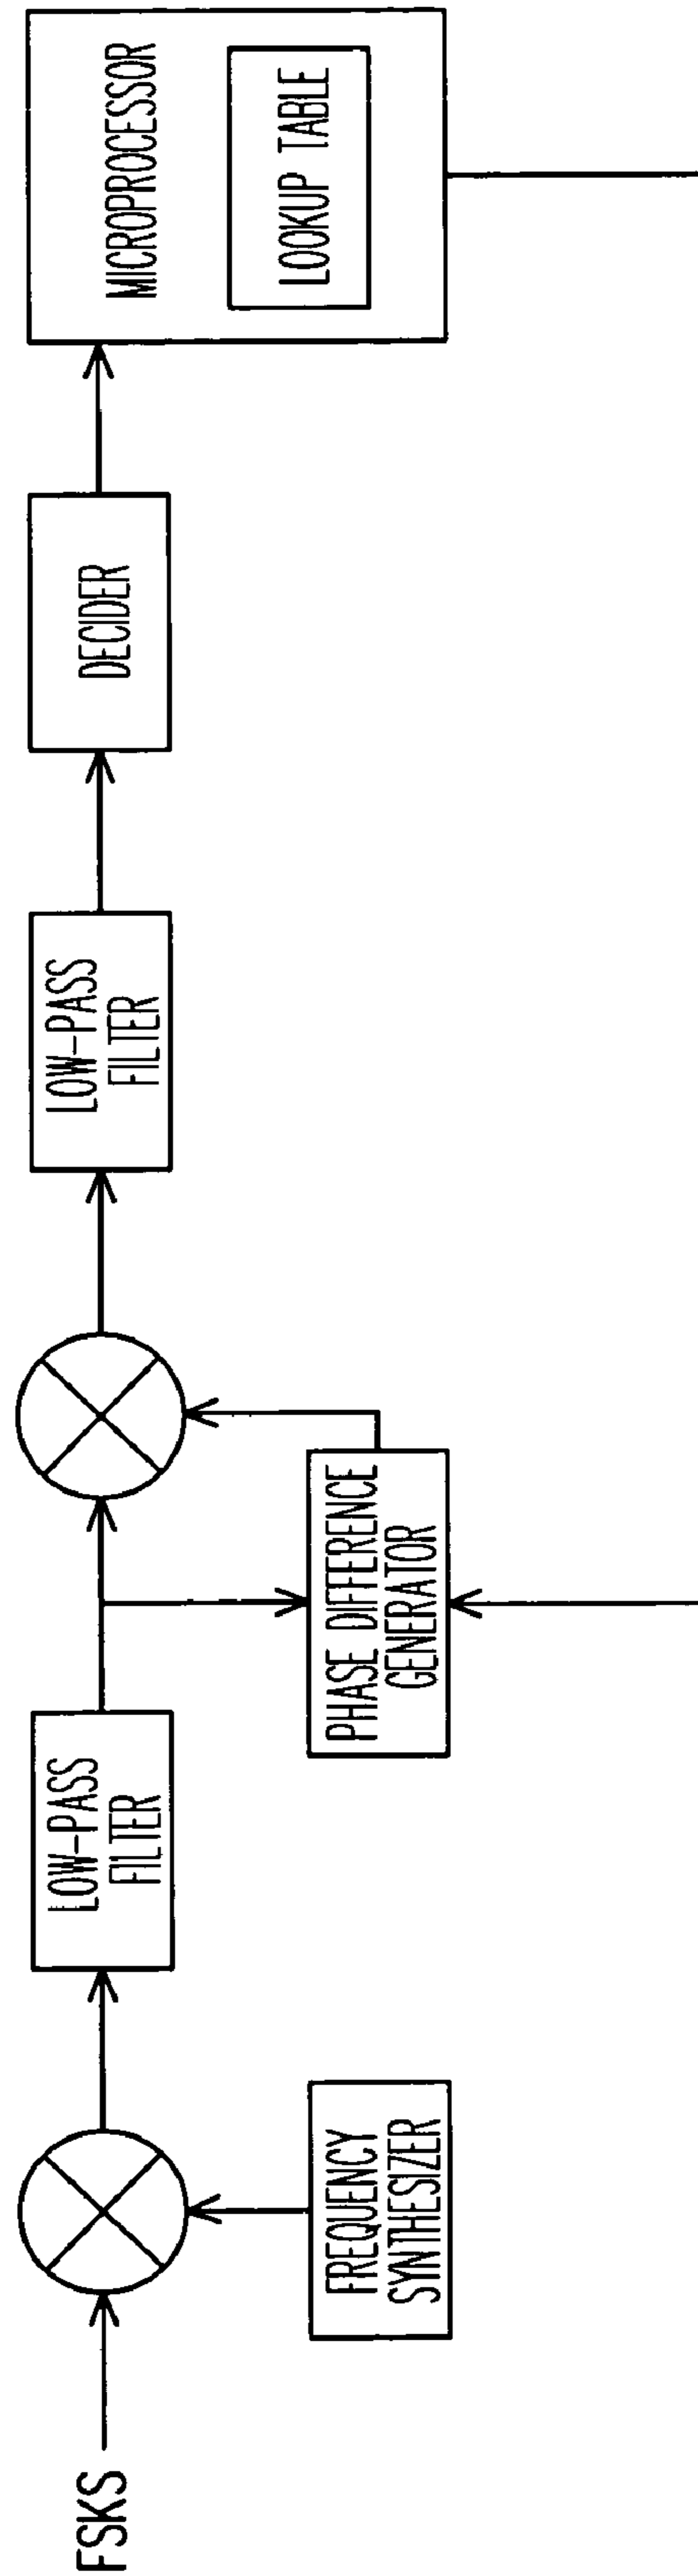 FSKS
FREQUENCY
SYNTHESIZER
LOW-PASS
FILTER
PHASE DIFFERENCE
GENERATOR
LOW-PASS
FILTER
DECIDER
MICROPROCESSOR
LOOKUP TABLE